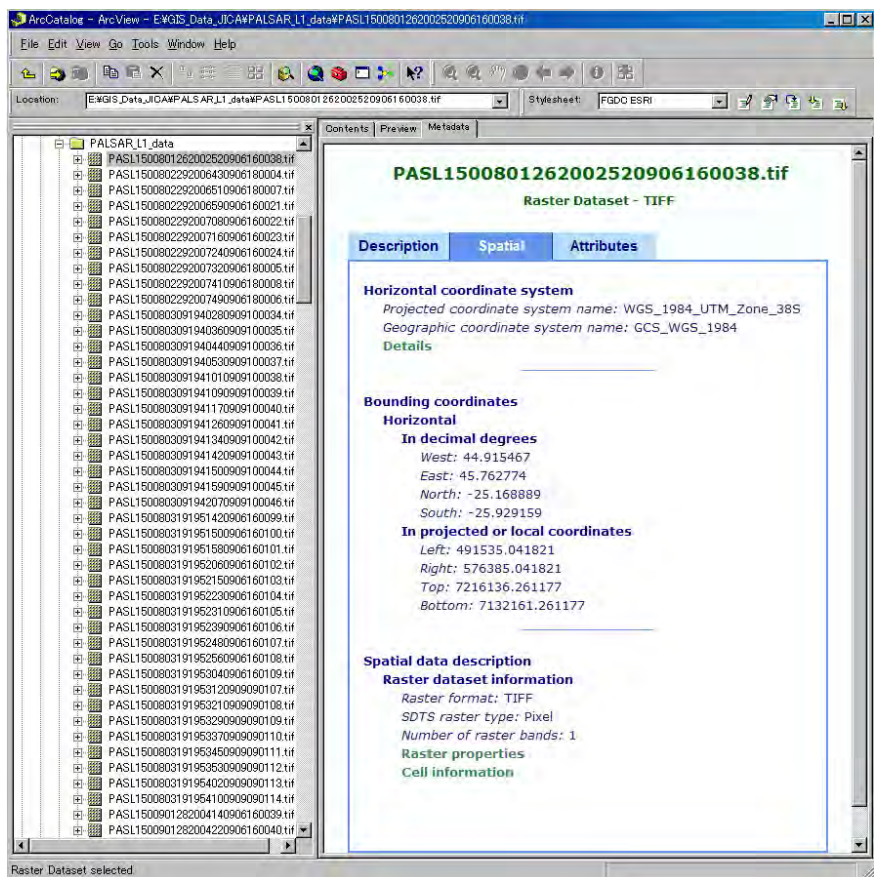 ArcCatalog - ArcView - E:¥GIS_Data_JICA¥PALSAR_L1_data¥PASL1500801262002520906160038.tif
File Edit View Go Tools Window Help
Location: E:¥GIS_Data_JICA¥PALSAR_L1_data¥PASL1500801262002520906160038.tif Stylesheet: FGDC ESRI
Contents Preview Metadata
PALSAR_L1_data
PASL1500801262002520906160038.tif
PASL1500802292006430906180004.tif
PASL1500802292006510906180007.tif
PASL1500802292006590906160021.tif
PASL1500802292007080906160022.tif
PASL1500802292007160906160023.tif
PASL1500802292007240906160024.tif
PASL1500802292007320906180005.tif
PASL1500802292007410906180008.tif
PASL1500802292007490906180006.tif
PASL1500803091940280909100034.tif
PASL1500803091940360909100035.tif
PASL1500803091940440909100036.tif
PASL1500803091940530909100037.tif
PASL1500803091941010909100038.tif
PASL1500803091941090909100039.tif
PASL1500803091941170909100040.tif
PASL1500803091941260909100041.tif
PASL1500803091941340909100042.tif
PASL1500803091941420909100043.tif
PASL1500803091941500909100044.tif
PASL1500803091941590909100045.tif
PASL1500803091942070909100046.tif
PASL1500803191951420906160099.tif
PASL1500803191951500906160100.tif
PASL1500803191951580906160101.tif
PASL1500803191952060906160102.tif
PASL1500803191952150906160103.tif
PASL1500803191952230906160104.tif
PASL1500803191952310906160105.tif
PASL1500803191952390906160106.tif
PASL1500803191952480906160107.tif
PASL1500803191952560906160108.tif
PASL1500803191953040906160109.tif
PASL1500803191953120909090107.tif
PASL1500803191953210909090108.tif
PASL1500803191953290909090109.tif
PASL1500803191953370909090110.tif
PASL1500803191953450909090111.tif
PASL1500803191953530909090112.tif
PASL1500803191954020909090113.tif
PASL1500803191954100909090114.tif
PASL1500901282004140906160039.tif
PASL1500901282004220906160040.tif
PASL1500801262002520906160038.tif
Raster Dataset - TIFF
Description Spatial Attributes
Horizontal coordinate system
Projected coordinate system name: WGS_1984_UTM_Zone_38S
Geographic coordinate system name: GCS_WGS_1984
Details
Bounding coordinates
Horizontal
In decimal degrees
West: 44.915467
East: 45.762774
North: -25.168889
South: -25.929159
In projected or local coordinates
Left: 491535.041821
Right: 576385.041821
Top: 7216136.261177
Bottom: 7132161.261177
Spatial data description
Raster dataset information
Raster format: TIFF
SDTS raster type: Pixel
Number of raster bands: 1
Raster properties
Cell information
Raster Dataset selected